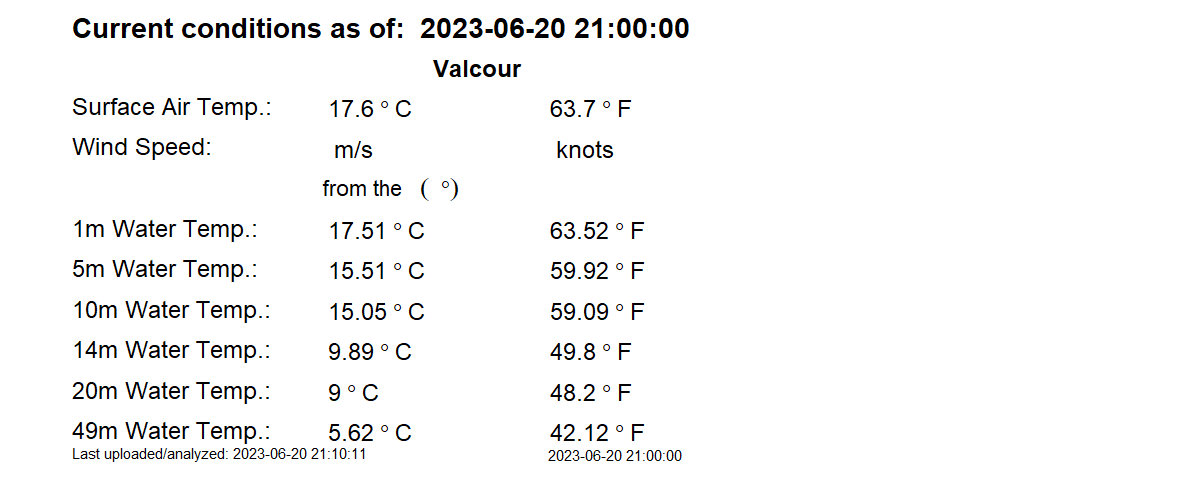 Current conditions as of:  2023-06-20 21:00:00
Valcour
Surface Air Temp.: 17.6 ° C 63.7 ° F
Wind Speed: m/s knots
from the ( °)
1m Water Temp.: 17.51 ° C 63.52 ° F
5m Water Temp.: 15.51 ° C 59.92 ° F
10m Water Temp.: 15.05 ° C 59.09 ° F
14m Water Temp.: 9.89 ° C 49.8 ° F
20m Water Temp.: 9 ° C 48.2 ° F
49m Water Temp.: 5.62 ° C 42.12 ° F
Last uploaded/analyzed: 2023-06-20 21:10:11 2023-06-20 21:00:00